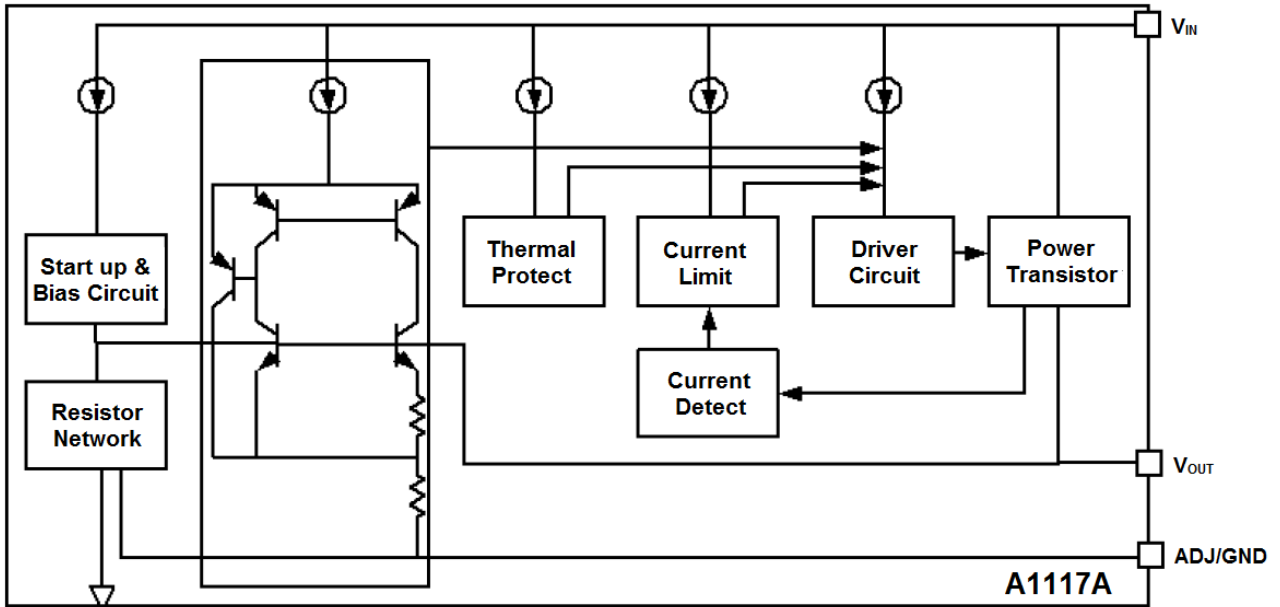 VIN
Start up &
Bias Circuit
Thermal
Protect
Current
Limit
Driver
Circuit
Power
Transistor
Resistor
Network
Current
Detect
VOUT
ADJ/GND
A1117A